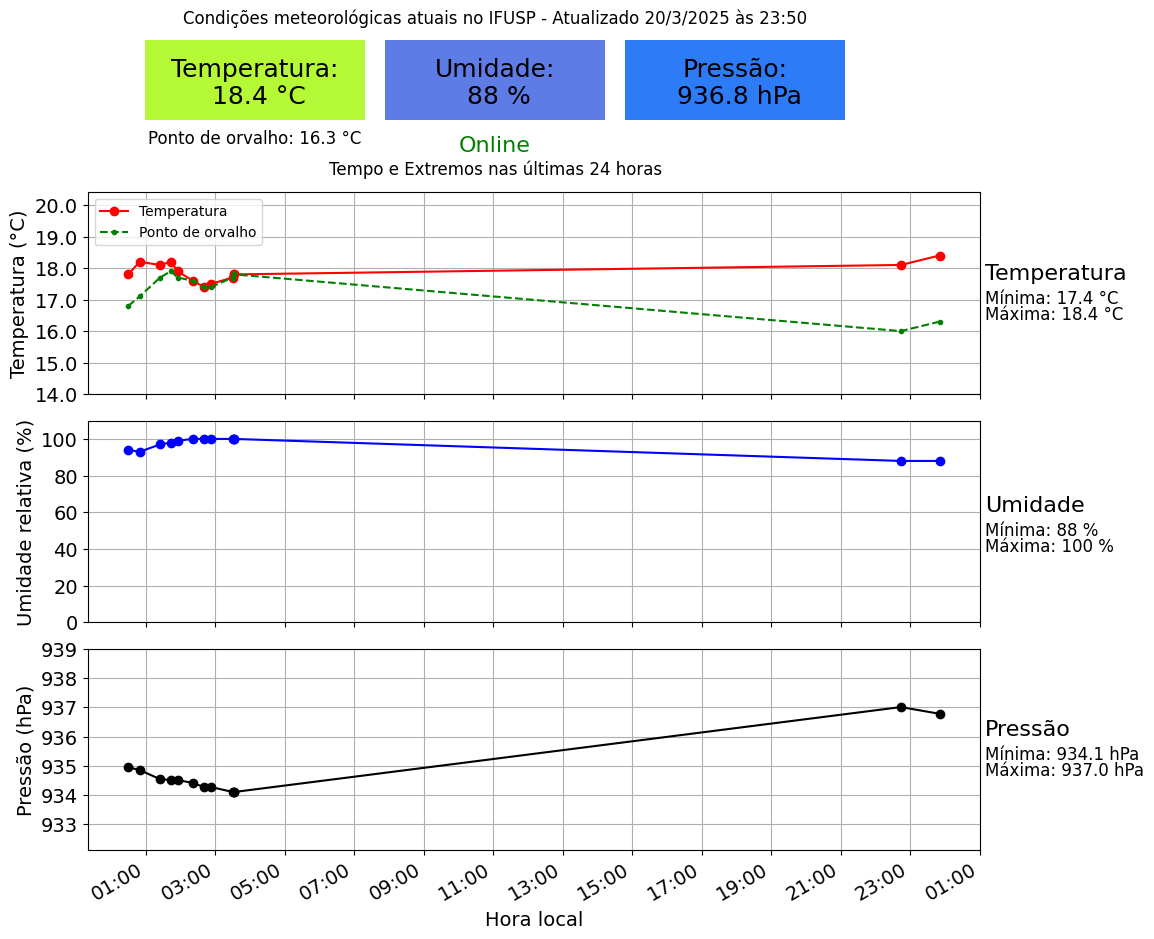 Condições meteorológicas atuais no IFUSP - Atualizado 20/3/2025 às 23:50
Temperatura:
18.4 °C
Umidade:
88 %
Pressão:
936.8 hPa
Ponto de orvalho: 16.3 °C
Online
Tempo e Extremos nas últimas 24 horas
Temperatura (°C)
20.0
19.0
18.0
17.0
16.0
15.0
14.0
Temperatura
Ponto de orvalho
Temperatura
Mínima: 17.4 °C
Máxima: 18.4 °C
Umidade relativa (%)
100
80
60
40
20
0
Umidade
Mínima: 88 %
Máxima: 100 %
Pressão (hPa)
939
938
937
936
935
934
933
Pressão
Mínima: 934.1 hPa
Máxima: 937.0 hPa
01:00 03:00 05:00 07:00 09:00 11:00 13:00 15:00 17:00 19:00 21:00 23:00 01:00
Hora local